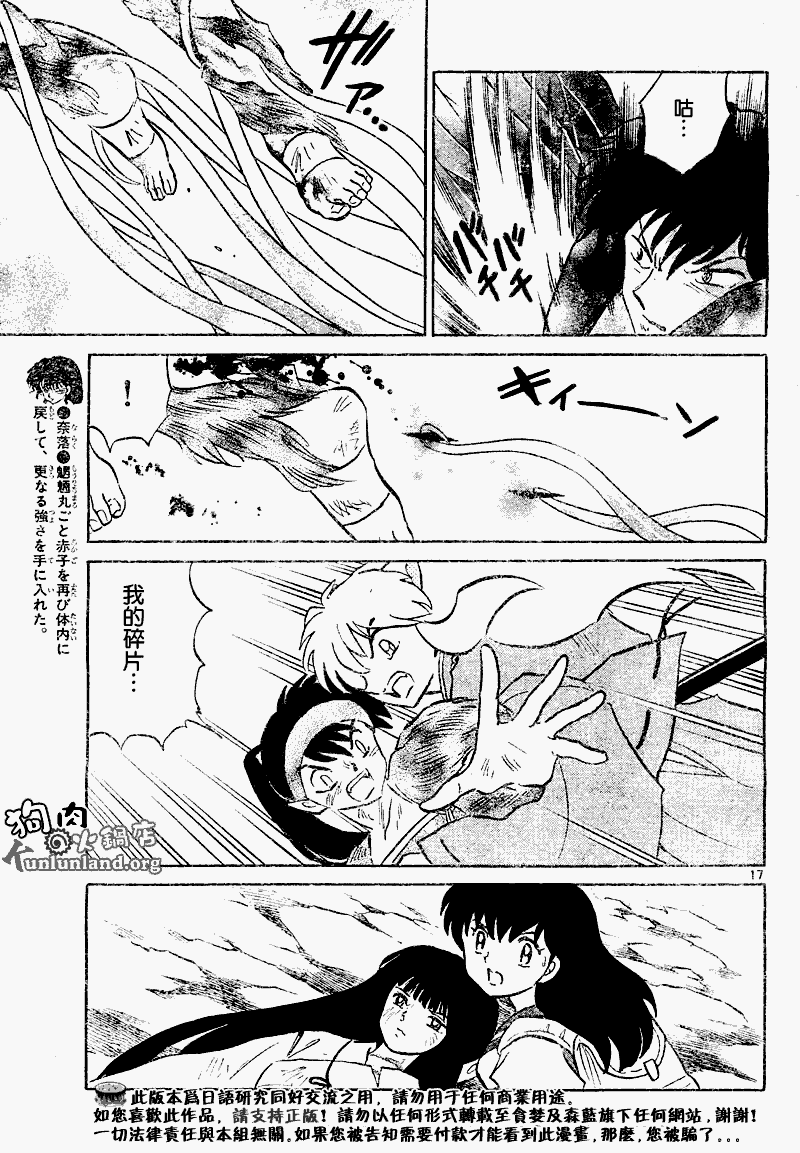 咕…
バチ
バチ
ザア…
キィーン
！
我的碎片…
奈落 魍魎丸ごと赤子を再び体内に
戻して、更なる強さを手に入れた。
狗肉
火鍋店
Kunlunland.org
17
此版本爲日語研究同好交流之用，請勿用于任何商業用途。
如您喜歡此作品，請支持正版！請勿以任何形式轉載至貪婪及森藍旗下任何網站，謝謝！
一切法律責任與本組無關。如果您被告知需要付款才能看到此漫畫，那麼，您被騙了...